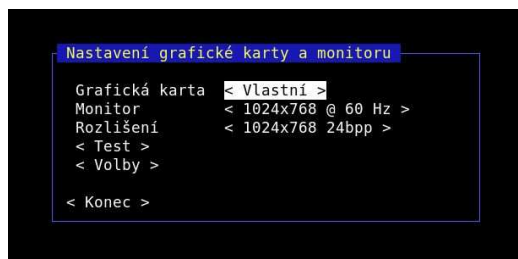 Nastavení grafické karty a monitoru
Grafická karta < Vlastní >
Monitor < 1024x768 @ 60 Hz >
Rozlišení < 1024x768 24bpp >
< Test >
< Volby >
< Konec >